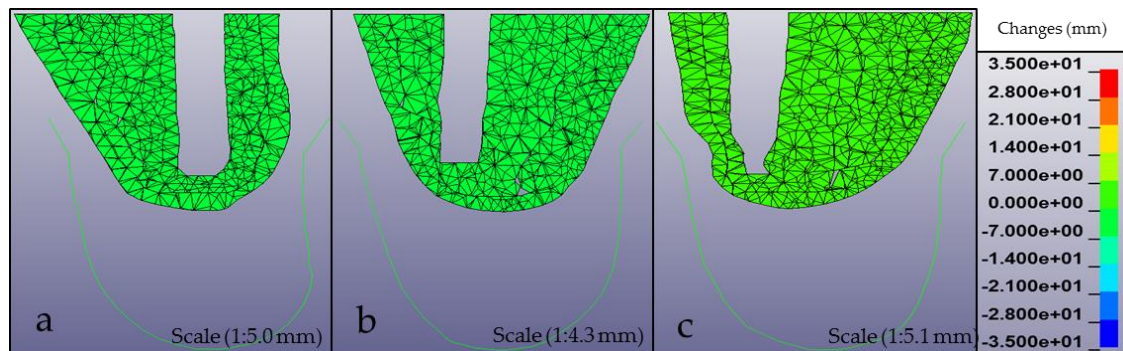 a
Scale (1:5.0 mm)
b
Scale (1:4.3 mm)
c
Scale (1:5.1 mm)
Changes (mm)
3.500e+01
2.800e+01
2.100e+01
1.400e+01
7.000e+00
0.000e+00
-7.000e+00
-1.400e+01
-2.100e+01
-2.800e+01
-3.500e+01